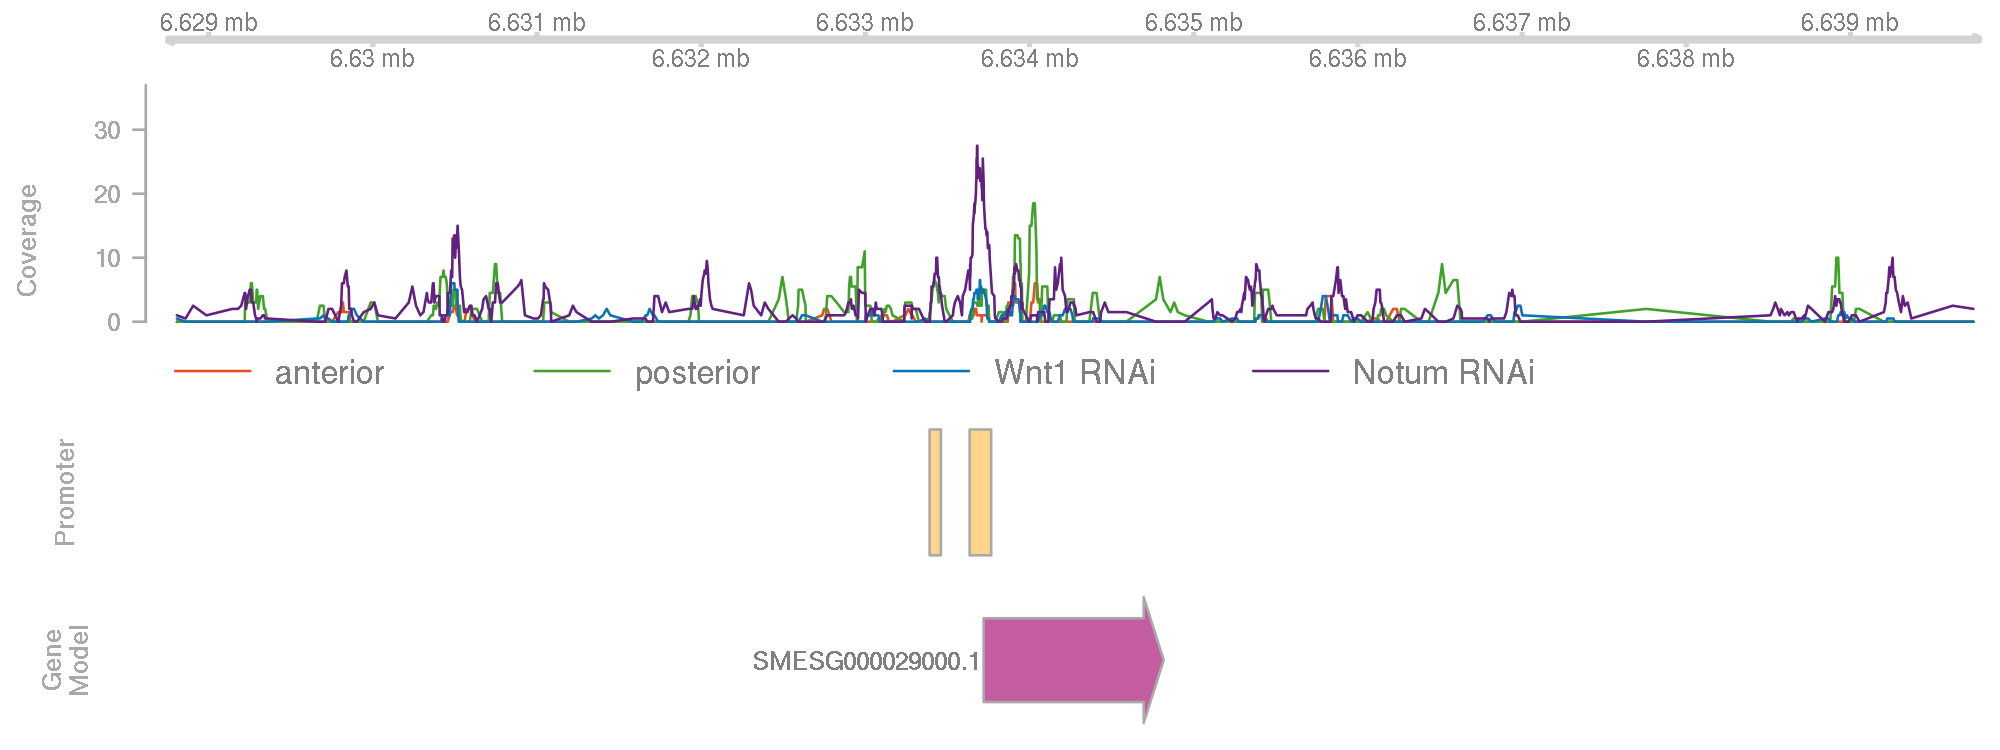 6.629 mb 6.631 mb 6.633 mb 6.635 mb 6.637 mb 6.639 mb
6.63 mb 6.632 mb 6.634 mb 6.636 mb 6.638 mb
Coverage
30
20
10
0
anterior posterior Wnt1 RNAi Notum RNAi
Promoter
Gene
Model
SMESG000029000.1